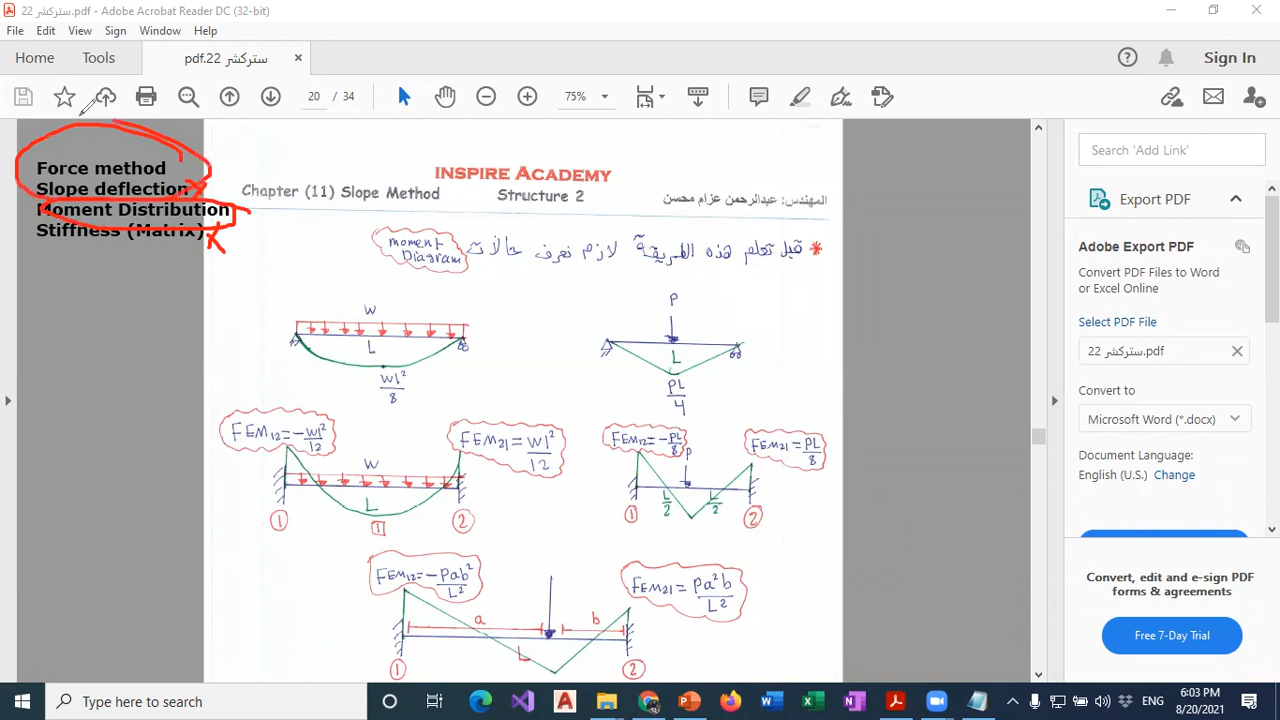 ستركشر 22.pdf - Adobe Acrobat Reader DC (32-bit)
File Edit View Sign Window Help
Home Tools ستركشر 22.pdf × Sign In
20 / 34 75%
Force method
Slope deflection
Moment Distribution
Stiffness (Matrix)
INSPIRE ACADEMY
Chapter (11) Slope Method Structure 2 المهندس: عبدالرحمن عزام محسن
* قبل تعلم هذه الطريقة لازم نعرف حالات moment Diagram
W
L
wl²/8
P
L
PL/4
FEM12 = -wl²/12
FEM21 = wl²/12
W
L
1 1 2
FEM12 = -PL/8
FEM21 = PL/8
P
L/2 L/2
1 2
FEM12 = -Pab²/L²
FEM21 = Pa²b/L²
a b
L
1 2
Search 'Add Link'
Export PDF
Adobe Export PDF
Convert PDF Files to Word
or Excel Online
Select PDF File
ستركشر 22.pdf
Convert to
Microsoft Word (*.docx)
Document Language:
English (U.S.) Change
Convert, edit and e-sign PDF
forms & agreements
Free 7-Day Trial
Type here to search
ENG
6:03 PM
8/20/2021